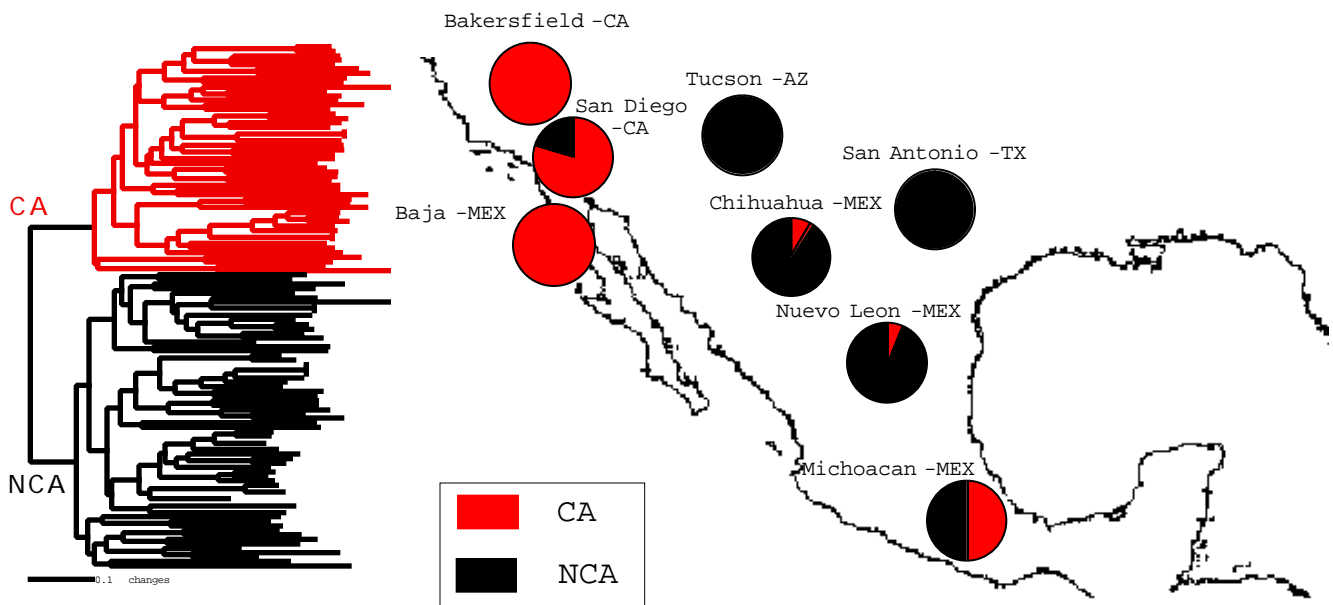 Bakersfield -CA
Tucson -AZ
San Diego
-CA
San Antonio -TX
CA
Baja -MEX
Chihuahua -MEX
Nuevo Leon -MEX
Michoacan -MEX
NCA
CA
NCA
0.1 changes